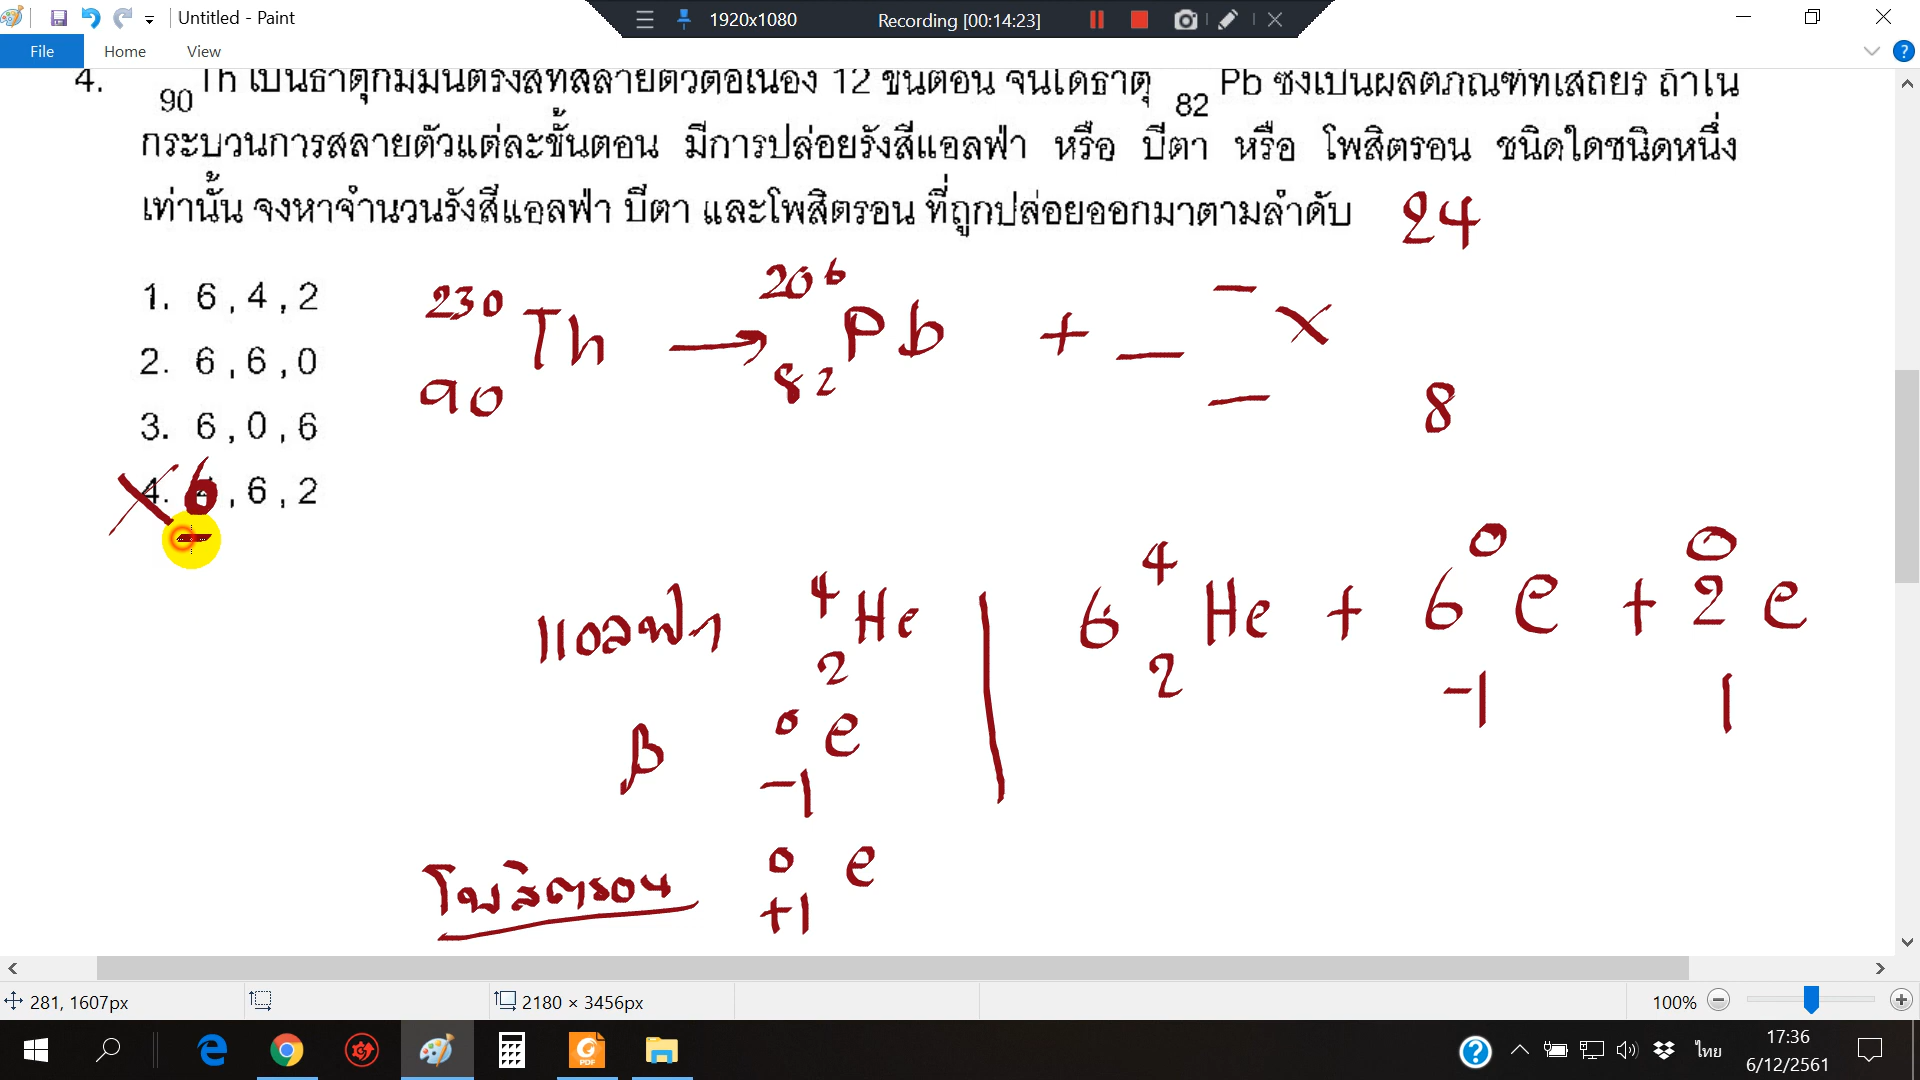 Untitled - Paint
1920x1080 Recording [00:14:23]
File Home View
4. 90 Th เป็นธาตุกัมมันตรังสีที่สลายตัวต่อเนื่อง 12 ขั้นตอน จนได้ธาตุ 82 Pb ซึ่งเป็นผลิตภัณฑ์ที่เสถียร ถ้าใน
กระบวนการสลายตัวแต่ละขั้นตอน มีการปล่อยรังสีแอลฟ่า หรือ บีตา หรือ โพสิตรอน ชนิดใดชนิดหนึ่ง
เท่านั้น จงหาจำนวนรังสีแอลฟ่า บีตา และโพสิตรอน ที่ถูกปล่อยออกมาตามลำดับ 24
1. 6 , 4 , 2
2. 6 , 6 , 0
3. 6 , 0 , 6
4. 6 , 6 , 2
230 206
Th → Pb + _ X
90 82 8
แอลฟา 4 He 2
6 4 He 2 + 6 0 e -1 + 2 0 e 1
β 0 e -1
โพสิตรอน 0 e +1
281, 1607px 2180 × 3456px 100%
17:36
ไทย
6/12/2561